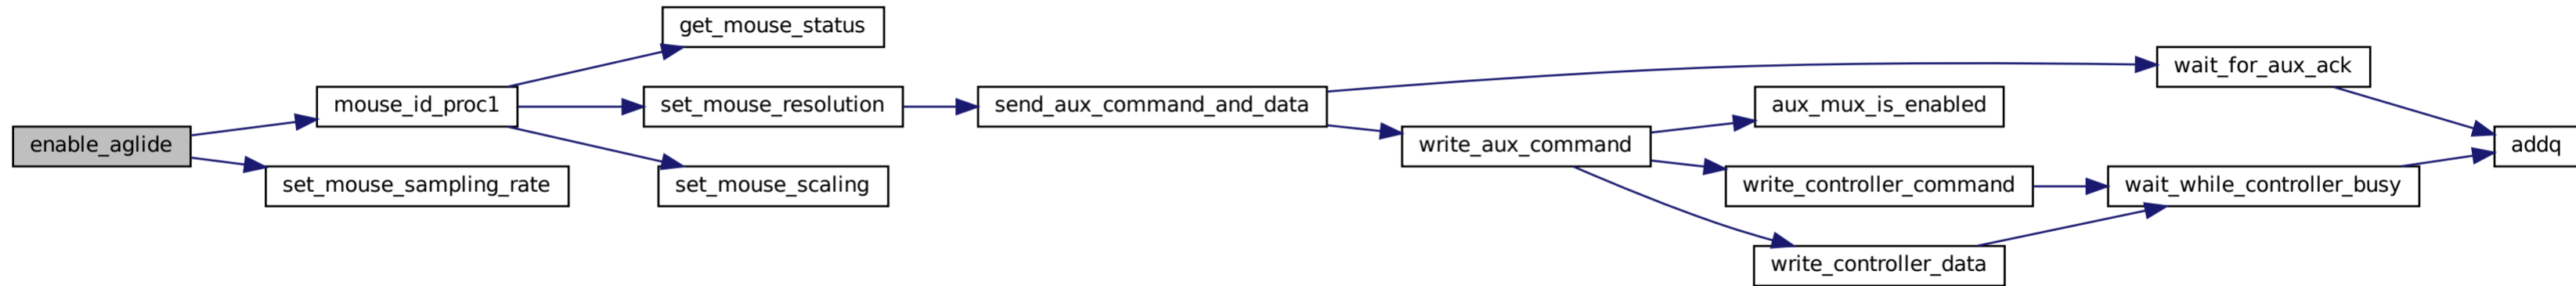 enable_aglide
mouse_id_proc1
set_mouse_sampling_rate
get_mouse_status
set_mouse_resolution
set_mouse_scaling
send_aux_command_and_data
write_aux_command
aux_mux_is_enabled
write_controller_command
write_controller_data
wait_for_aux_ack
wait_while_controller_busy
addq